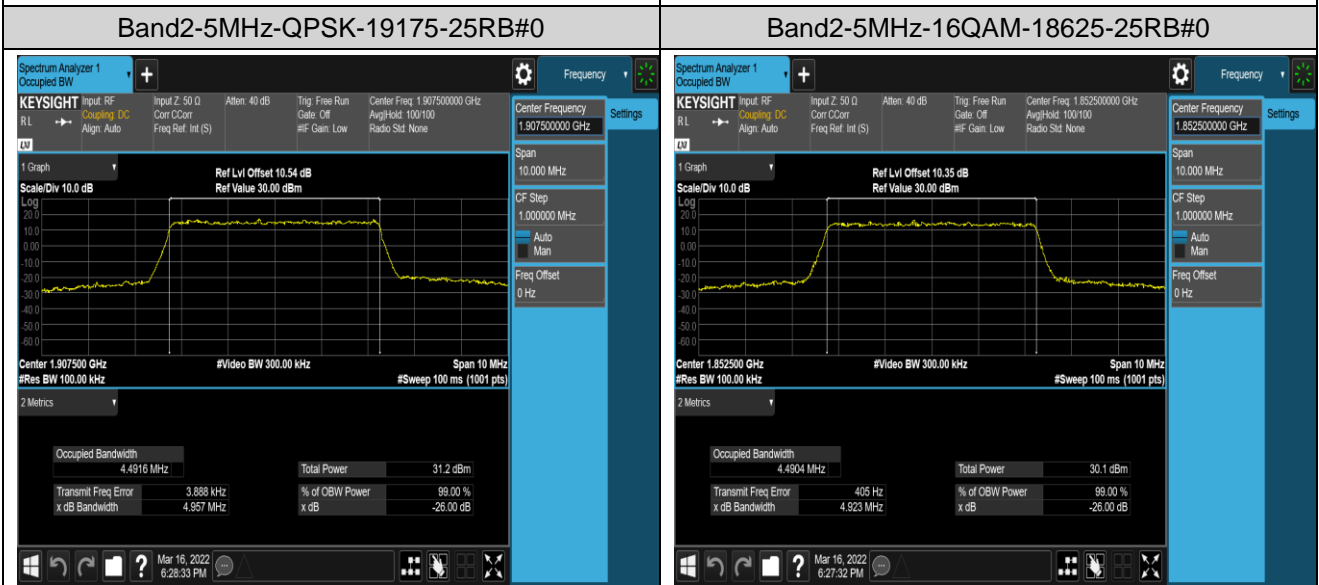 Band2-5MHz-QPSK-19175-25RB#0
Spectrum Analyzer 1
Occupied BW
+
Frequency
KEYSIGHT
RL
LXI
Input: RF
Coupling: DC
Align: Auto
Input Z: 50 Ω
Corr CCorr
Freq Ref: Int (S)
Atten: 40 dB
Trig: Free Run
Gate: Off
#IF Gain: Low
Center Freq: 1.907500000 GHz
Avg|Hold: 100/100
Radio Std: None
Center Frequency
1.907500000 GHz
Settings
Span
10.000 MHz
CF Step
1.000000 MHz
Auto
Man
Freq Offset
0 Hz
1 Graph
Scale/Div 10.0 dB
Ref Lvl Offset 10.54 dB
Ref Value 30.00 dBm
Log
20.0
10.0
0.00
-10.0
-20.0
-30.0
-40.0
-50.0
-60.0
Center 1.907500 GHz
#Video BW 300.00 kHz
Span 10 MHz
#Res BW 100.00 kHz
#Sweep 100 ms (1001 pts)
2 Metrics
Occupied Bandwidth
4.4916 MHz
Total Power 31.2 dBm
Transmit Freq Error 3.888 kHz
% of OBW Power 99.00 %
x dB Bandwidth 4.957 MHz
x dB -26.00 dB
?
Mar 16, 2022
6:28:33 PM
Band2-5MHz-16QAM-18625-25RB#0
Spectrum Analyzer 1
Occupied BW
+
Frequency
KEYSIGHT
RL
LXI
Input: RF
Coupling: DC
Align: Auto
Input Z: 50 Ω
Corr CCorr
Freq Ref: Int (S)
Atten: 40 dB
Trig: Free Run
Gate: Off
#IF Gain: Low
Center Freq: 1.852500000 GHz
Avg|Hold: 100/100
Radio Std: None
Center Frequency
1.852500000 GHz
Settings
Span
10.000 MHz
CF Step
1.000000 MHz
Auto
Man
Freq Offset
0 Hz
1 Graph
Scale/Div 10.0 dB
Ref Lvl Offset 10.35 dB
Ref Value 30.00 dBm
Log
20.0
10.0
0.00
-10.0
-20.0
-30.0
-40.0
-50.0
-60.0
Center 1.852500 GHz
#Video BW 300.00 kHz
Span 10 MHz
#Res BW 100.00 kHz
#Sweep 100 ms (1001 pts)
2 Metrics
Occupied Bandwidth
4.4904 MHz
Total Power 30.1 dBm
Transmit Freq Error 405 Hz
% of OBW Power 99.00 %
x dB Bandwidth 4.923 MHz
x dB -26.00 dB
?
Mar 16, 2022
6:27:32 PM